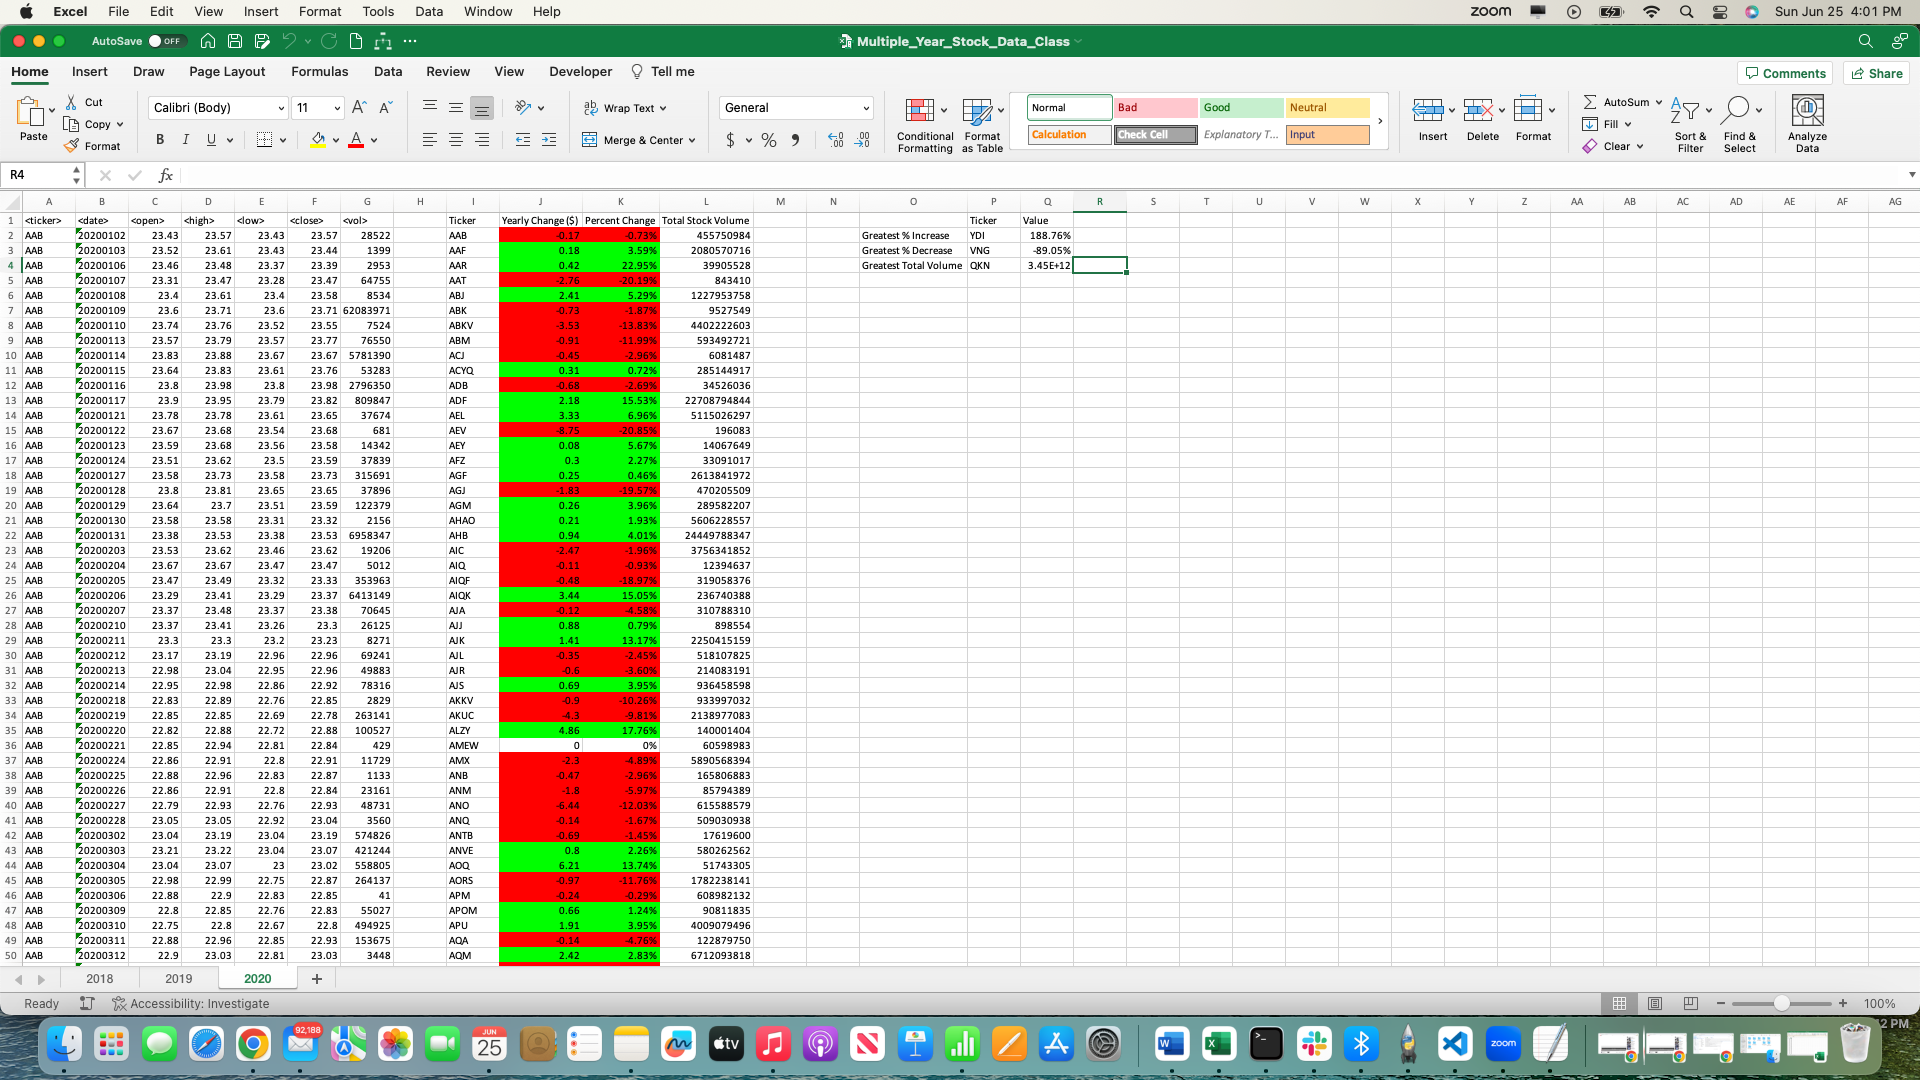 Excel File Edit View Insert Format Tools Data Window Help zoom Sun Jun 25 4:01 PM
AutoSave OFF Multiple_Year_Stock_Data_Class
Home Insert Draw Page Layout Formulas Data Review View Developer Tell me Comments Share
Paste Cut Copy Format Calibri (Body) 11 Wrap Text Merge & Center General
Conditional Formatting Format as Table Normal Bad Good Neutral Calculation Check Cell Explanatory T... Input
Insert Delete Format AutoSum Fill Clear Sort & Filter Find & Select Analyze Data
R4 fx
A B C D E F G H I J K L M N O P Q R S T U V W X Y Z AA AB AC AD AE AF AG
1 <ticker> <date> <open> <high> <low> <close> <vol> Ticker Yearly Change ($) Percent Change Total Stock Volume Ticker Value
2 AAB 20200102 23.43 23.57 23.43 23.57 28522 AAB -0.17 -0.73% 455750984 Greatest % Increase YDI 188.76%
3 AAB 20200103 23.52 23.61 23.43 23.44 1399 AAF 0.18 3.59% 2080570716 Greatest % Decrease VNG -89.05%
4 AAB 20200106 23.46 23.48 23.37 23.39 2953 AAR 0.42 22.95% 39905528 Greatest Total Volume QKN 3.45E+12
5 AAB 20200107 23.31 23.47 23.28 23.47 64755 AAT -2.76 -20.19% 843410
6 AAB 20200108 23.4 23.61 23.4 23.58 8534 ABJ 2.41 5.29% 1227953758
7 AAB 20200109 23.6 23.71 23.6 23.71 62083971 ABK -0.73 -1.87% 9527549
8 AAB 20200110 23.74 23.76 23.52 23.55 7524 ABKV -3.53 -13.83% 4402222603
9 AAB 20200113 23.57 23.79 23.57 23.77 76550 ABM -0.91 -11.99% 593492721
10 AAB 20200114 23.83 23.88 23.67 23.67 5781390 ACJ -0.45 -2.96% 6081487
11 AAB 20200115 23.64 23.83 23.61 23.76 53283 ACYQ 0.31 0.72% 285144917
12 AAB 20200116 23.8 23.98 23.8 23.98 2796350 ADB -0.68 -2.69% 34526036
13 AAB 20200117 23.9 23.95 23.79 23.82 809847 ADF 2.18 15.53% 22708794844
14 AAB 20200121 23.78 23.78 23.61 23.65 37674 AEL 3.33 6.96% 5115026297
15 AAB 20200122 23.67 23.68 23.54 23.68 681 AEV -8.75 -20.85% 196083
16 AAB 20200123 23.59 23.68 23.56 23.58 14342 AEY 0.08 5.67% 14067649
17 AAB 20200124 23.51 23.62 23.5 23.59 37839 AFZ 0.3 2.27% 33091017
18 AAB 20200127 23.58 23.73 23.58 23.73 315691 AGF 0.25 0.46% 2613841972
19 AAB 20200128 23.8 23.81 23.65 23.65 37896 AGJ -1.83 -19.57% 470205509
20 AAB 20200129 23.64 23.7 23.51 23.59 122379 AGM 0.26 3.96% 289582207
21 AAB 20200130 23.58 23.58 23.31 23.32 2156 AHAO 0.21 1.93% 5606228557
22 AAB 20200131 23.38 23.53 23.38 23.53 6958347 AHB 0.94 4.01% 24449788347
23 AAB 20200203 23.53 23.62 23.46 23.62 19206 AIC -2.47 -1.96% 3756341852
24 AAB 20200204 23.67 23.67 23.47 23.47 5012 AIQ -0.11 -0.93% 12394637
25 AAB 20200205 23.47 23.49 23.32 23.33 353963 AIQF -0.48 -18.97% 319058376
26 AAB 20200206 23.29 23.41 23.29 23.37 6413149 AIQK 3.44 15.05% 236740388
27 AAB 20200207 23.37 23.48 23.37 23.38 70645 AJA -0.12 -4.58% 310788310
28 AAB 20200210 23.37 23.41 23.26 23.3 26125 AJJ 0.88 0.79% 898554
29 AAB 20200211 23.3 23.3 23.2 23.23 8271 AJK 1.41 13.17% 2250415159
30 AAB 20200212 23.17 23.19 22.96 22.96 69241 AJL -0.35 -2.45% 518107825
31 AAB 20200213 22.98 23.04 22.95 22.96 49883 AJR -0.6 -3.60% 214083191
32 AAB 20200214 22.95 22.98 22.86 22.92 78316 AJS 0.69 3.95% 936458598
33 AAB 20200218 22.83 22.89 22.76 22.85 2829 AKKV -0.9 -10.26% 933997032
34 AAB 20200219 22.85 22.85 22.69 22.78 263141 AKUC -4.3 -9.81% 2138977083
35 AAB 20200220 22.82 22.88 22.72 22.88 100527 ALZY 4.86 17.76% 140001404
36 AAB 20200221 22.85 22.94 22.81 22.84 429 AMEW 0 0% 60598983
37 AAB 20200224 22.86 22.91 22.8 22.91 11729 AMX -2.3 -4.89% 5890568394
38 AAB 20200225 22.88 22.96 22.83 22.87 1133 ANB -0.47 -2.96% 165806883
39 AAB 20200226 22.86 22.91 22.8 22.84 23161 ANM -1.8 -5.97% 85794389
40 AAB 20200227 22.79 22.93 22.76 22.93 48731 ANO -6.44 -12.03% 615588579
41 AAB 20200228 23.05 23.05 22.92 23.04 3560 ANQ -0.14 -1.67% 509030938
42 AAB 20200302 23.04 23.19 23.04 23.19 574826 ANTB -0.69 -1.45% 17619600
43 AAB 20200303 23.21 23.22 23.04 23.07 421244 ANVE 0.8 2.26% 580262562
44 AAB 20200304 23.04 23.07 23 23.02 558805 AOQ 6.21 13.74% 51743305
45 AAB 20200305 22.98 22.99 22.75 22.87 264137 AORS -0.97 -11.76% 1782238141
46 AAB 20200306 22.88 22.9 22.83 22.85 41 APM -0.24 -0.29% 608982132
47 AAB 20200309 22.8 22.85 22.76 22.83 55027 APOM 0.66 1.24% 90811835
48 AAB 20200310 22.75 22.8 22.67 22.8 494925 APU 1.91 3.95% 4009079496
49 AAB 20200311 22.88 22.96 22.85 22.93 153675 AQA -0.14 -4.76% 122879750
50 AAB 20200312 22.9 23.03 22.81 23.03 3448 AQM 2.42 2.83% 6712093818
2018 2019 2020 +
Ready Accessibility: Investigate 100%
92,188 JUN 25 tv zoom 2 PM